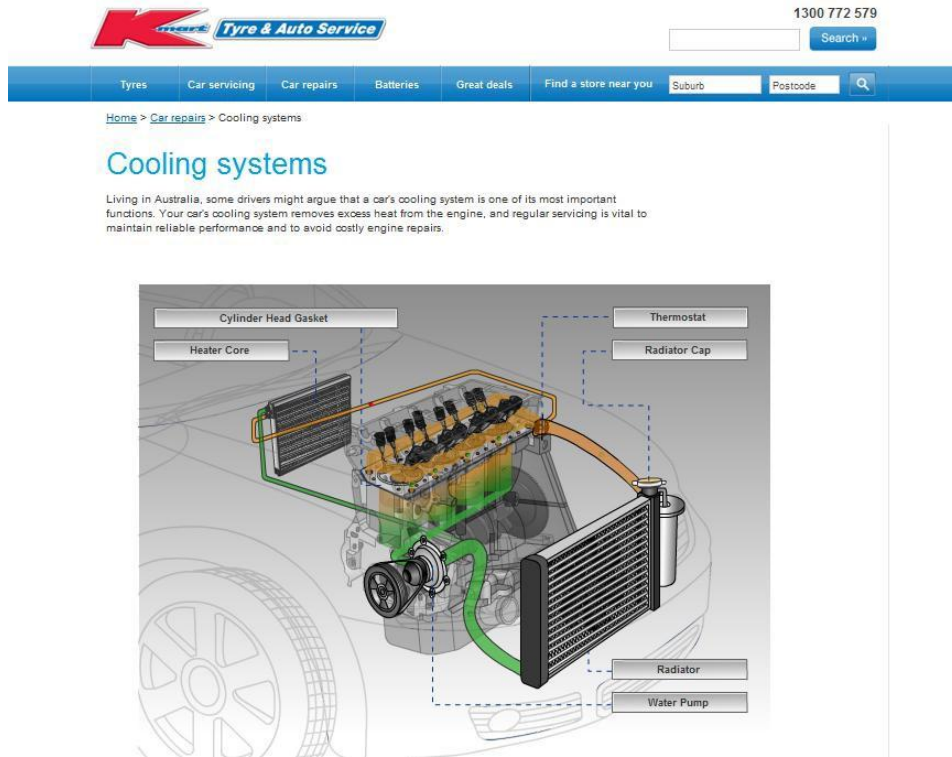 Kmart Tyre & Auto Service
1300 772 579
Search »
Tyres Car servicing Car repairs Batteries Great deals Find a store near you Suburb Postcode
Home > Car repairs > Cooling systems
Cooling systems
Living in Australia, some drivers might argue that a car's cooling system is one of its most important
functions. Your car's cooling system removes excess heat from the engine, and regular servicing is vital to
maintain reliable performance and to avoid costly engine repairs.
Cylinder Head Gasket
Thermostat
Heater Core
Radiator Cap
Radiator
Water Pump